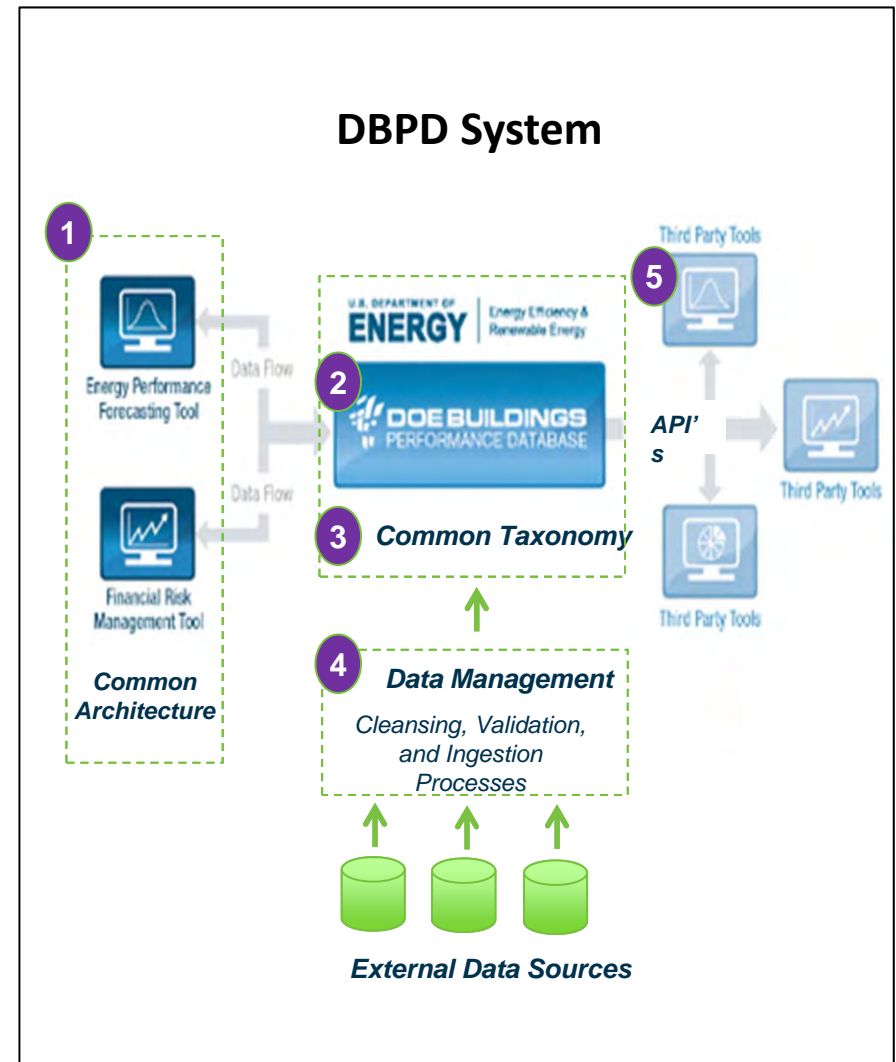 DBPD System
1
Energy Performance
Forecasting Tool
Data Flow
Data Flow
Financial Risk
Management Tool
Common
Architecture
U.S. DEPARTMENT OF
ENERGY
Energy Efficiency &
Renewable Energy
2
DOE BUILDINGS
PERFORMANCE DATABASE
3
Common Taxonomy
4
Data Management
Cleansing, Validation,
and Ingestion
Processes
External Data Sources
Third Party Tools
5
API'
s
Third Party Tools
Third Party Tools